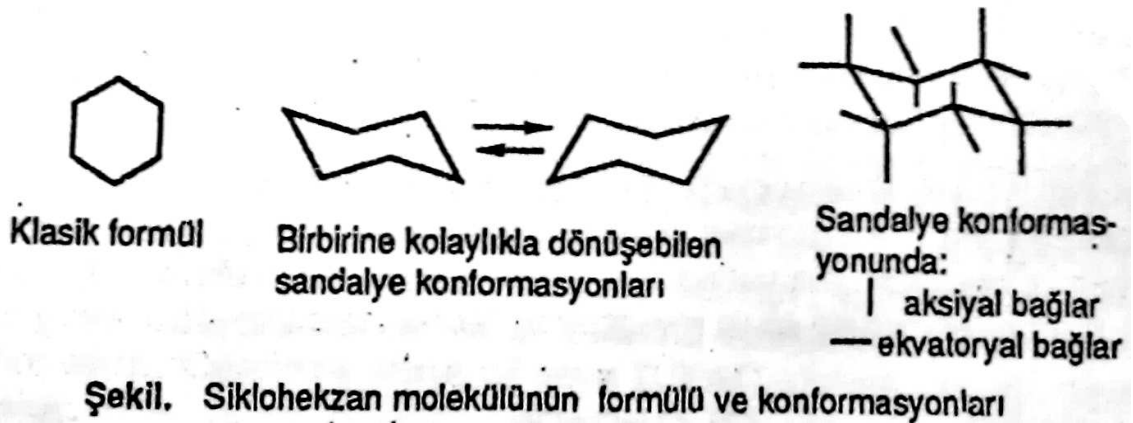 Klasik formül
Birbirine kolaylıkla dönüşebilen
sandalye konformasyonları
Sandalye konformas-
yonunda:
aksiyal bağlar
ekvatoryal bağlar
Şekil. Siklohekzan molekülünün formülü ve konformasyonları